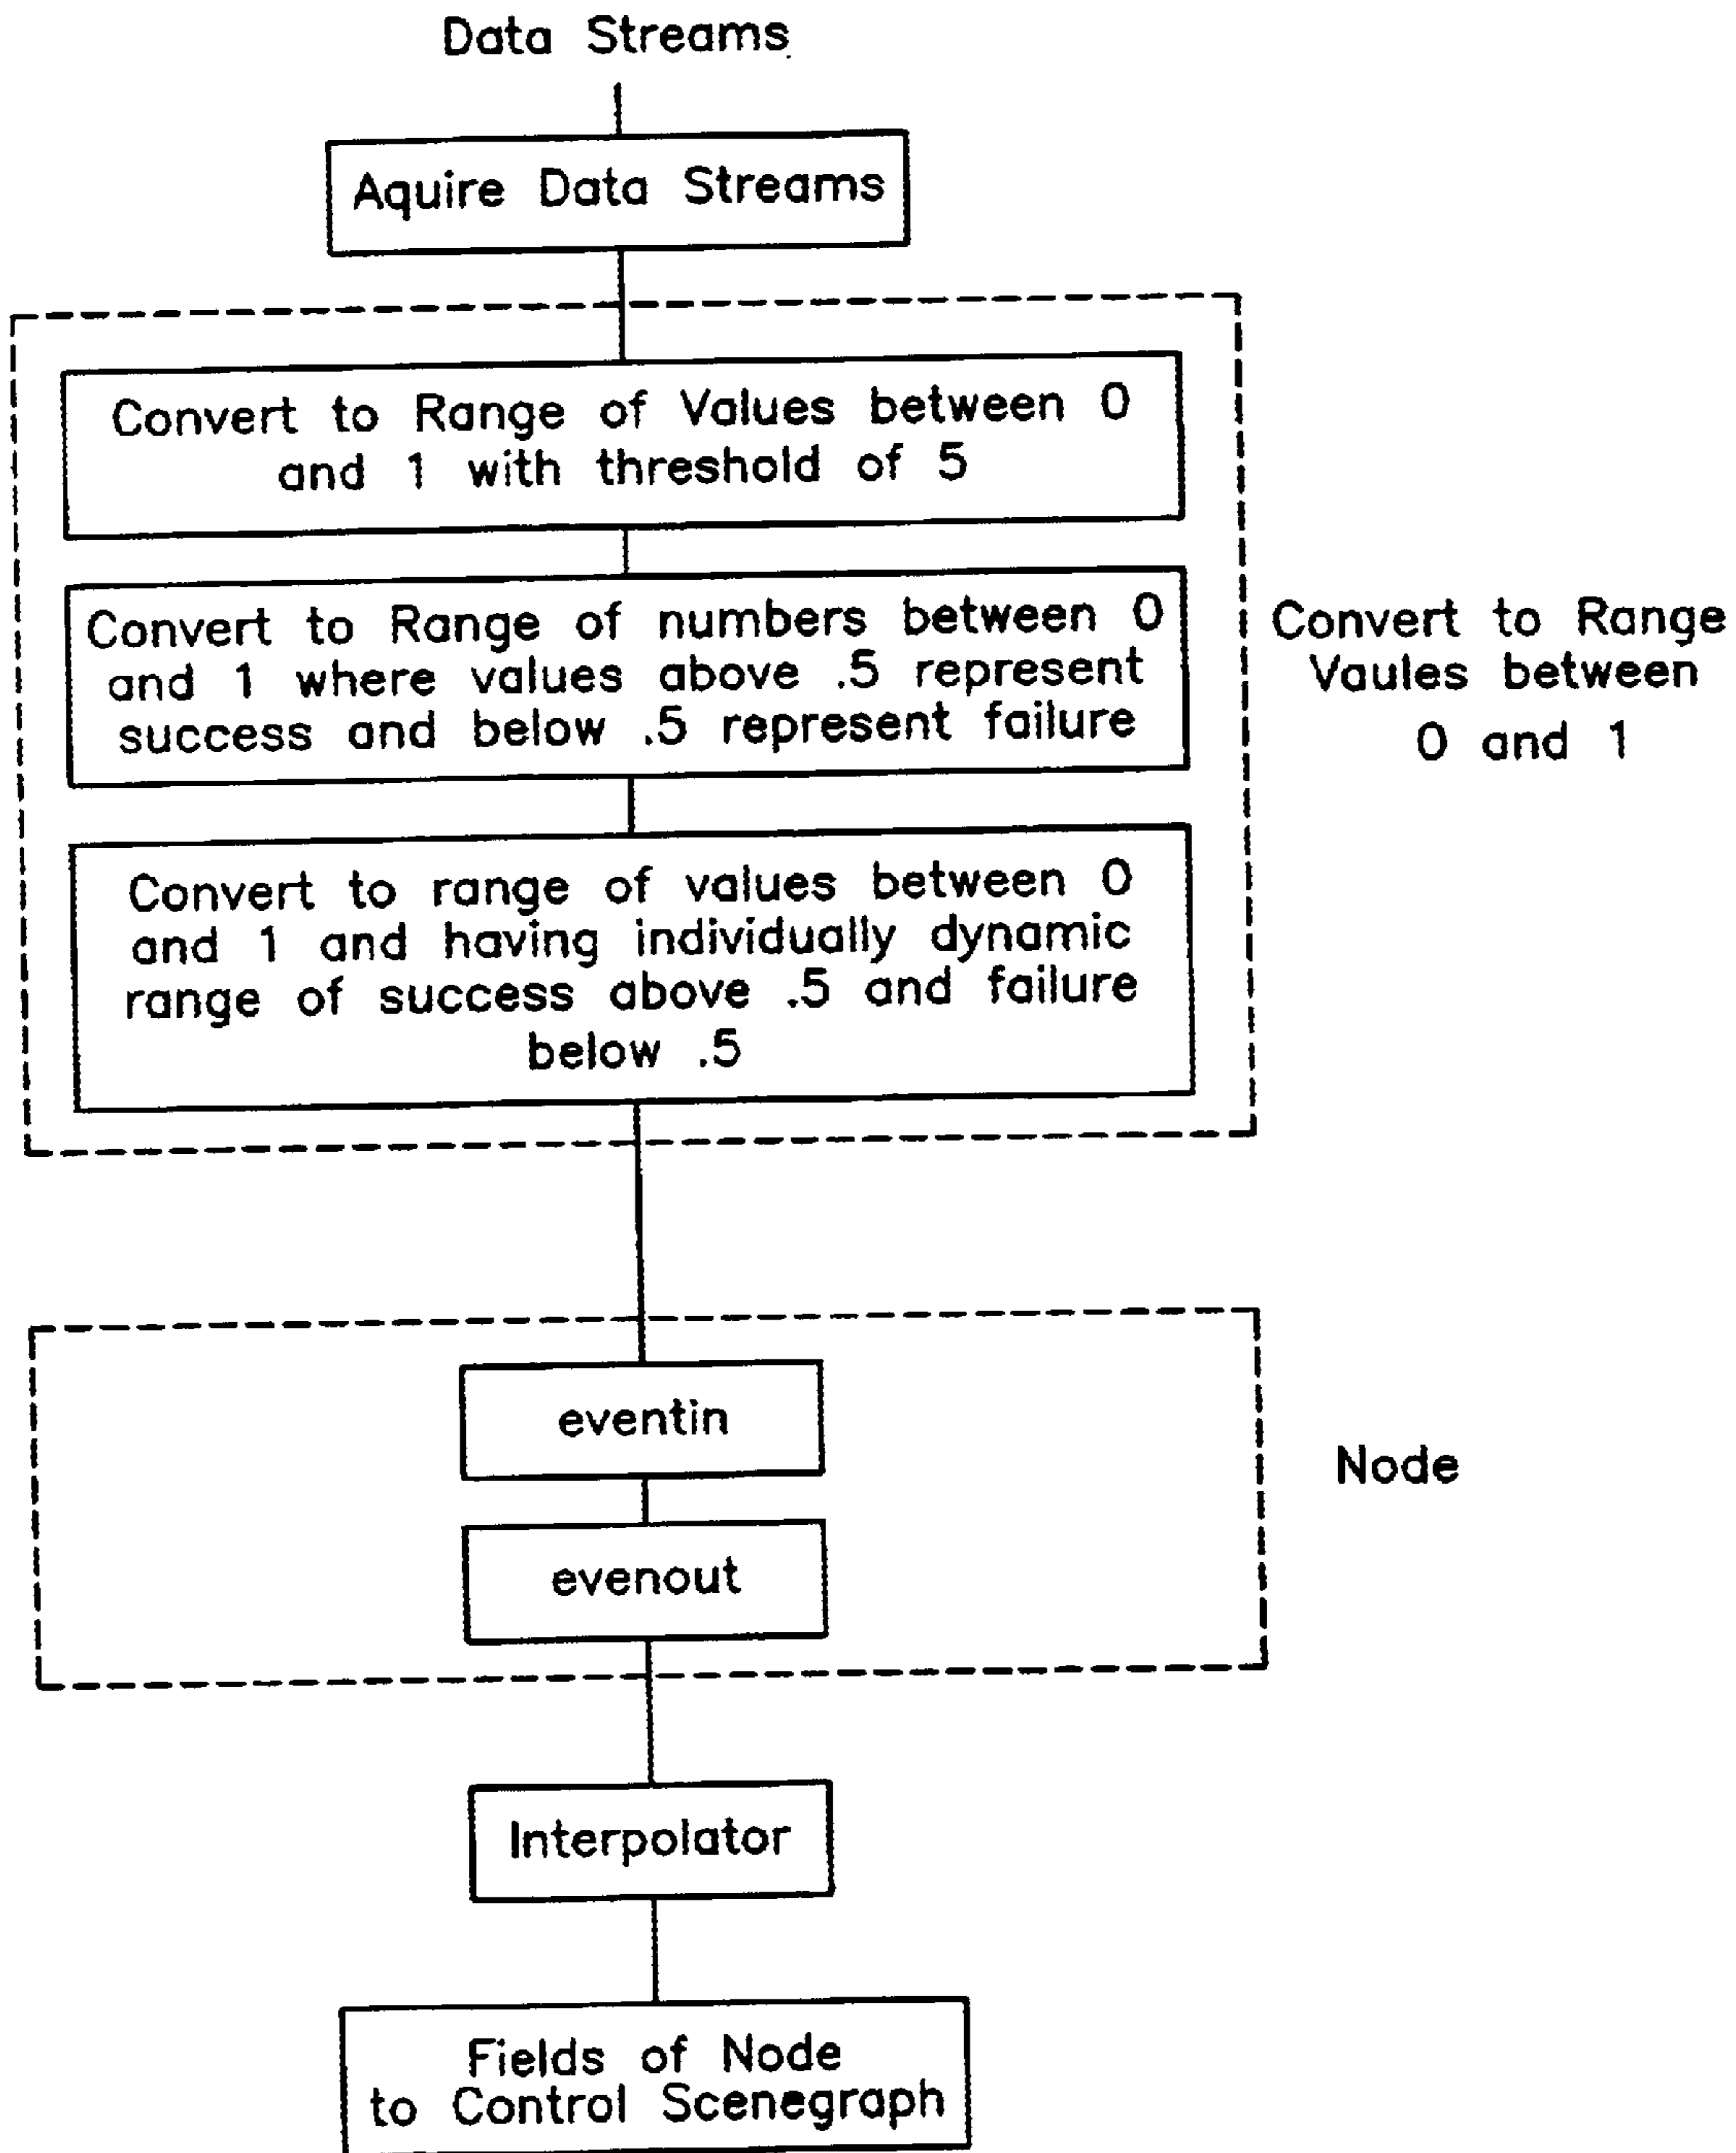 Data Streams
Aquire Data Streams
Convert to Range of Values between 0
and 1 with threshold of 5
Convert to Range of numbers between 0
and 1 where values above .5 represent
success and below .5 represent failure
Convert to Range
Vaules between
0 and 1
Convert to range of values between 0
and 1 and having individually dynamic
range of success above .5 and failure
below .5
eventin
Node
evenout
Interpolator
Fields of Node
to Control Scenegraph